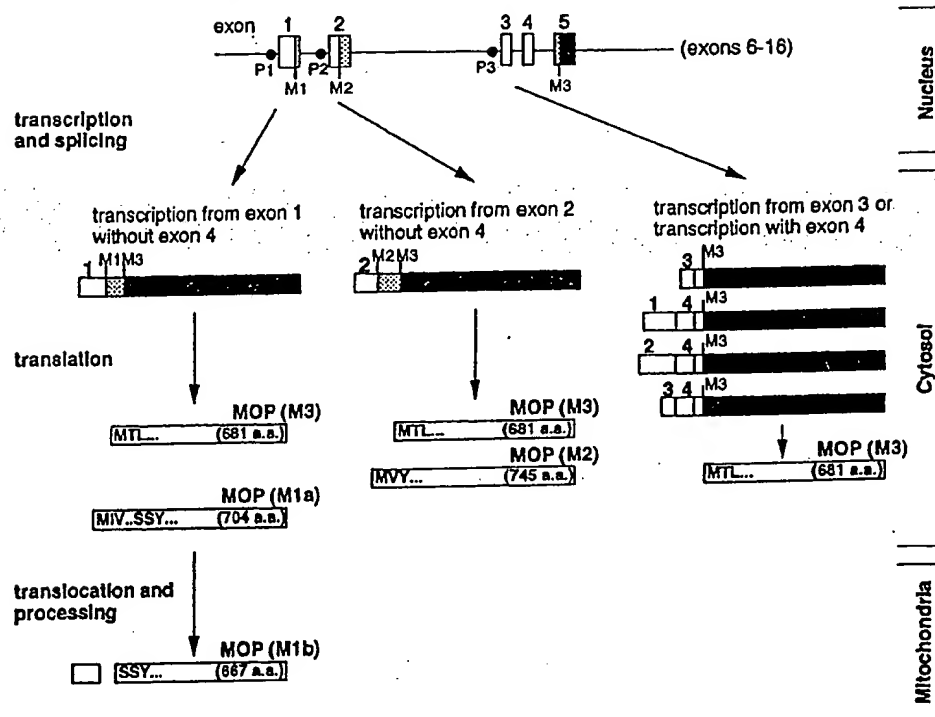 exon 1 2 3 4 5
(exons 6-16)
P1 M1 P2 M2 P3 M3
Nucleus
transcription
and splicing
transcription from exon 1
without exon 4
M1 M3
1
transcription from exon 2
without exon 4
M2 M3
2
transcription from exon 3 or
transcription with exon 4
M3
3
M3
1 4
M3
2 4
M3
3 4
Cytosol
translation
MOP (M3)
MTL... (681 a.a.)
MOP (M1a)
MIV..SSY... (704 a.a.)
MOP (M3)
MTL... (681 a.a.)
MOP (M2)
MVY... (745 a.a.)
MOP (M3)
MTL... (681 a.a.)
translocation and
processing
MOP (M1b)
SSY... (667 a.a.)
Mitochondria